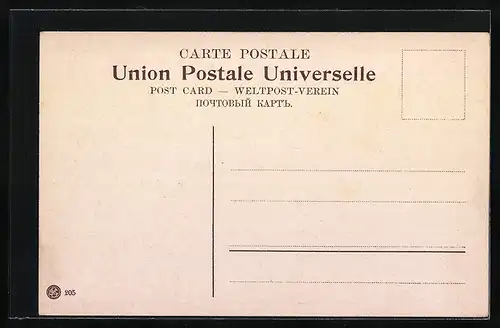 CARTE POSTALE
Union Postale Universelle
POST CARD — WELTPOST-VEREIN
ПОЧТОВЫЙ КАРТЪ.
205